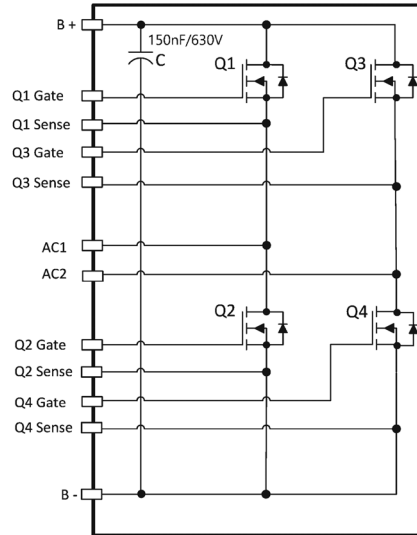 B +
150nF/630V
C
Q1
Q3
Q1 Gate
Q1 Sense
Q3 Gate
Q3 Sense
AC1
AC2
Q2
Q4
Q2 Gate
Q2 Sense
Q4 Gate
Q4 Sense
B -